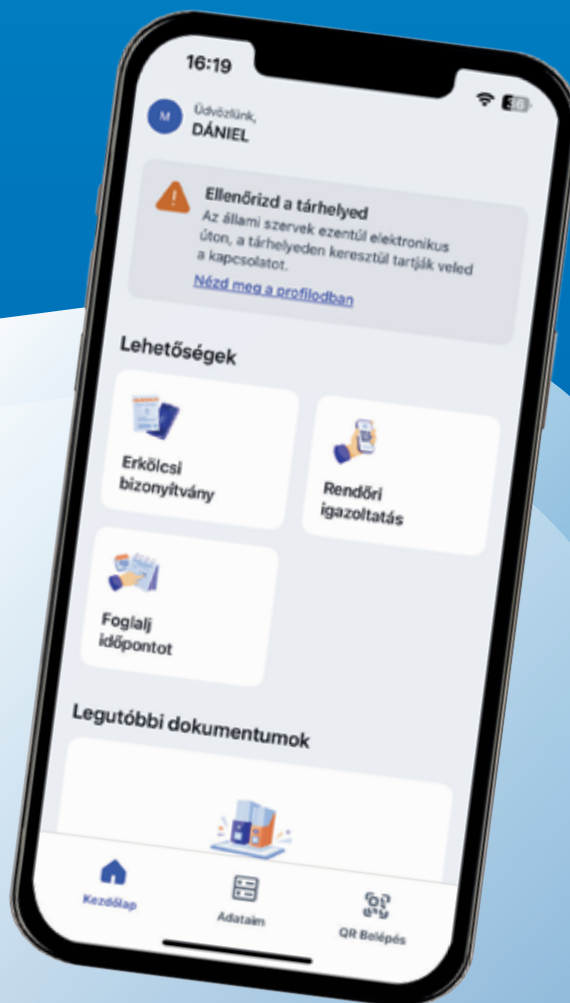 16:19
36
M
Üdvözlünk,
DÁNIEL
Ellenőrizd a tárhelyed
Az állami szervek ezentúl elektronikus
úton, a tárhelyeden keresztül tartják veled
a kapcsolatot.
Nézd meg a profilodban
Lehetőségek
Erkölcsi
bizonyítvány
Rendőri
igazoltatás
Foglalj
időpontot
Legutóbbi dokumentumok
Kezdőlap
Adataim
QR Belépés